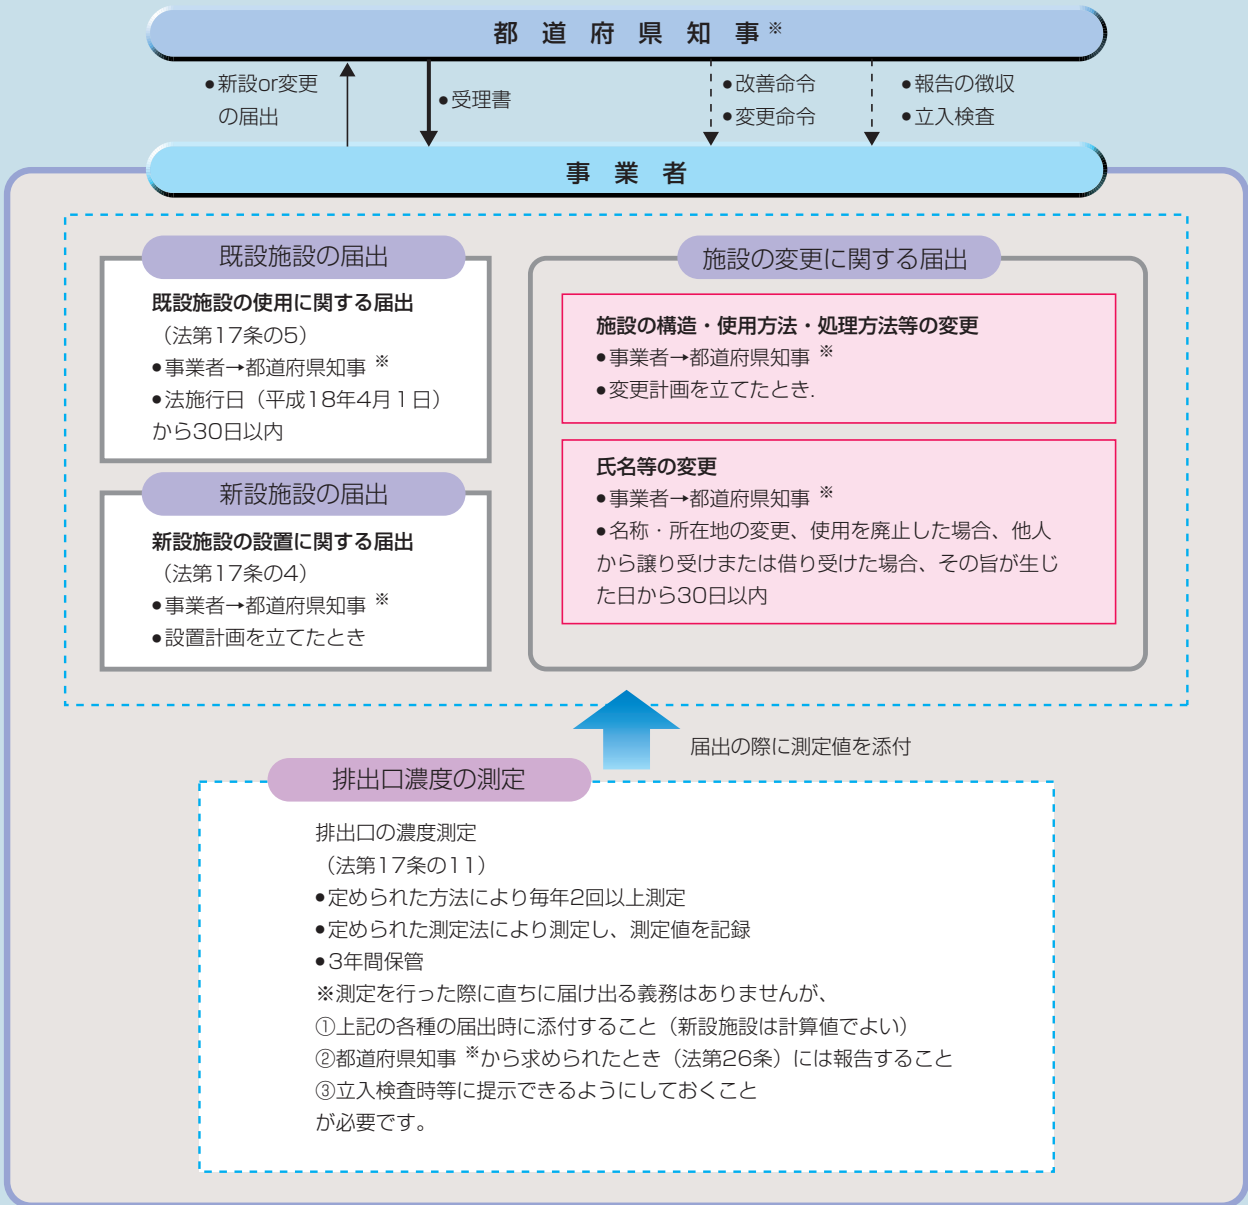 都道府県知事※
●新設or変更
の届出
●受理書
●改善命令
●変更命令
●報告の徴収
●立入検査
事業者
既設施設の届出
既設施設の使用に関する届出
（法第17条の5）
●事業者→都道府県知事※
●法施行日（平成18年4月1日）
から30日以内
新設施設の届出
新設施設の設置に関する届出
（法第17条の4）
●事業者→都道府県知事※
●設置計画を立てたとき
施設の変更に関する届出
施設の構造・使用方法・処理方法等の変更
●事業者→都道府県知事※
●変更計画を立てたとき.
氏名等の変更
●事業者→都道府県知事※
●名称・所在地の変更、使用を廃止した場合、他人
から譲り受けまたは借り受けた場合、その旨が生じ
た日から30日以内
届出の際に測定値を添付
排出口濃度の測定
排出口の濃度測定
（法第17条の11）
●定められた方法により毎年2回以上測定
●定められた測定法により測定し、測定値を記録
●3年間保管
※測定を行った際に直ちに届け出る義務はありませんが、
①上記の各種の届出時に添付すること（新設施設は計算値でよい）
②都道府県知事※から求められたとき（法第26条）には報告すること
③立入検査時等に提示できるようにしておくこと
が必要です。